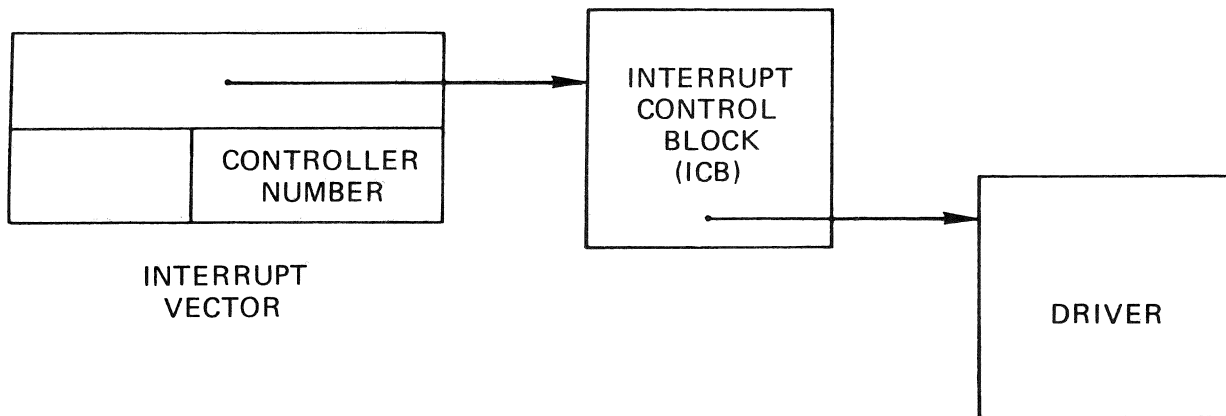 CONTROLLER
NUMBER
INTERRUPT
VECTOR
INTERRUPT
CONTROL
BLOCK
(ICB)
DRIVER